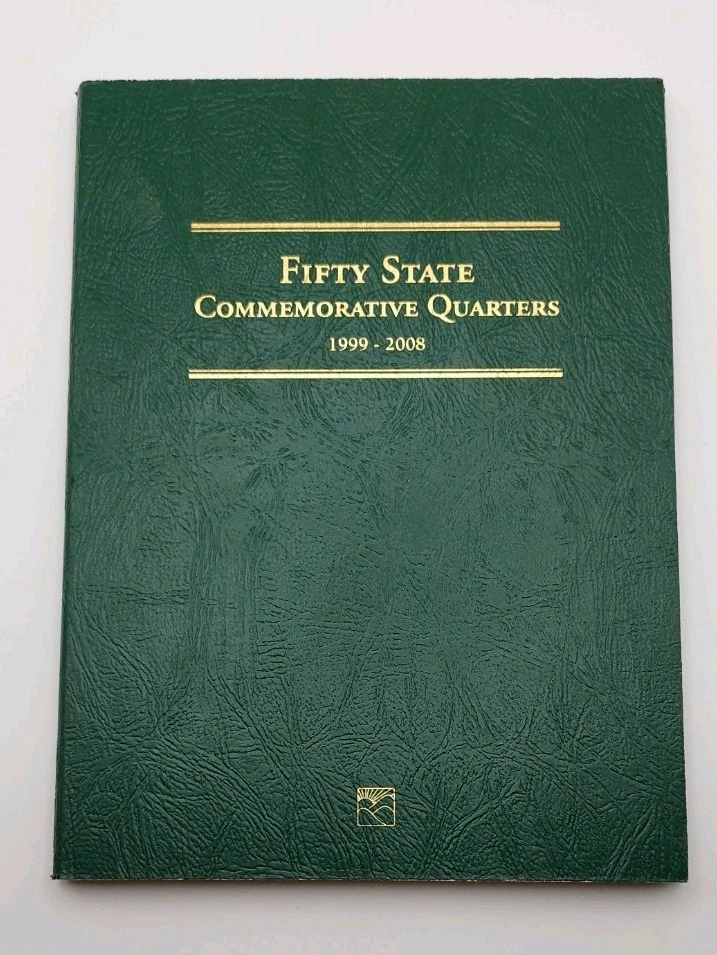 Fifty State
Commemorative Quarters
1999 - 2008